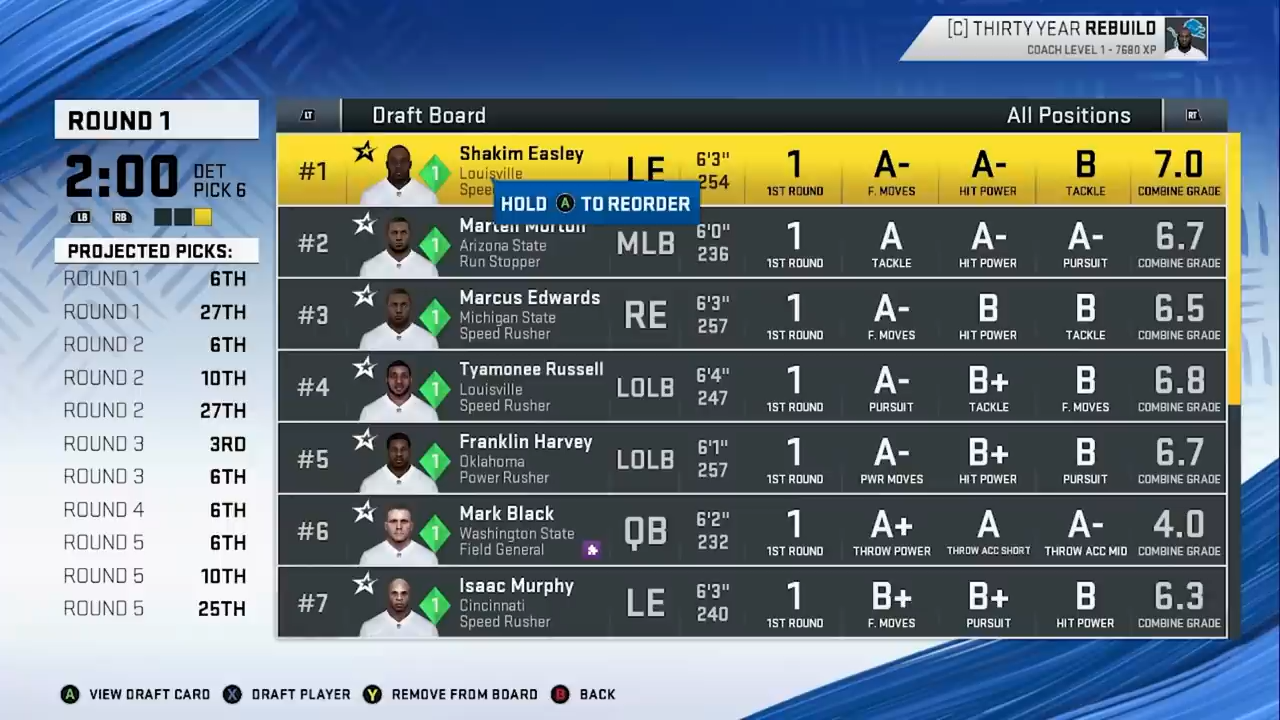 [C] THIRTY YEAR REBUILD
COACH LEVEL 1 - 7680 XP
ROUND 1
2:00 DET PICK 6
LB RB
PROJECTED PICKS:
ROUND 1 6TH
ROUND 1 27TH
ROUND 2 6TH
ROUND 2 10TH
ROUND 2 27TH
ROUND 3 3RD
ROUND 3 6TH
ROUND 4 6TH
ROUND 5 6TH
ROUND 5 10TH
ROUND 5 25TH
LT Draft Board All Positions RT
#1 1 Shakim Easley LE 6'3" 1 A- A- B 7.0
Louisville 254 1ST ROUND F. MOVES HIT POWER TACKLE COMBINE GRADE
HOLD A TO REORDER
#2 1 Martell Morton MLB 6'0" 1 A A- A- 6.7
Arizona State 236 1ST ROUND TACKLE HIT POWER PURSUIT COMBINE GRADE
Run Stopper
#3 1 Marcus Edwards RE 6'3" 1 A- B B 6.5
Michigan State 257 1ST ROUND F. MOVES HIT POWER TACKLE COMBINE GRADE
Speed Rusher
#4 1 Tyamonee Russell LOLB 6'4" 1 A- B+ B 6.8
Louisville 247 1ST ROUND PURSUIT TACKLE F. MOVES COMBINE GRADE
Speed Rusher
#5 1 Franklin Harvey LOLB 6'1" 1 A- B+ B 6.7
Oklahoma 257 1ST ROUND PWR MOVES HIT POWER PURSUIT COMBINE GRADE
Power Rusher
#6 1 Mark Black QB 6'2" 1 A+ A A- 4.0
Washington State 232 1ST ROUND THROW POWER THROW ACC SHORT THROW ACC MID COMBINE GRADE
Field General
#7 1 Isaac Murphy LE 6'3" 1 B+ B+ B 6.3
Cincinnati 240 1ST ROUND F. MOVES PURSUIT HIT POWER COMBINE GRADE
Speed Rusher
A VIEW DRAFT CARD X DRAFT PLAYER Y REMOVE FROM BOARD B BACK